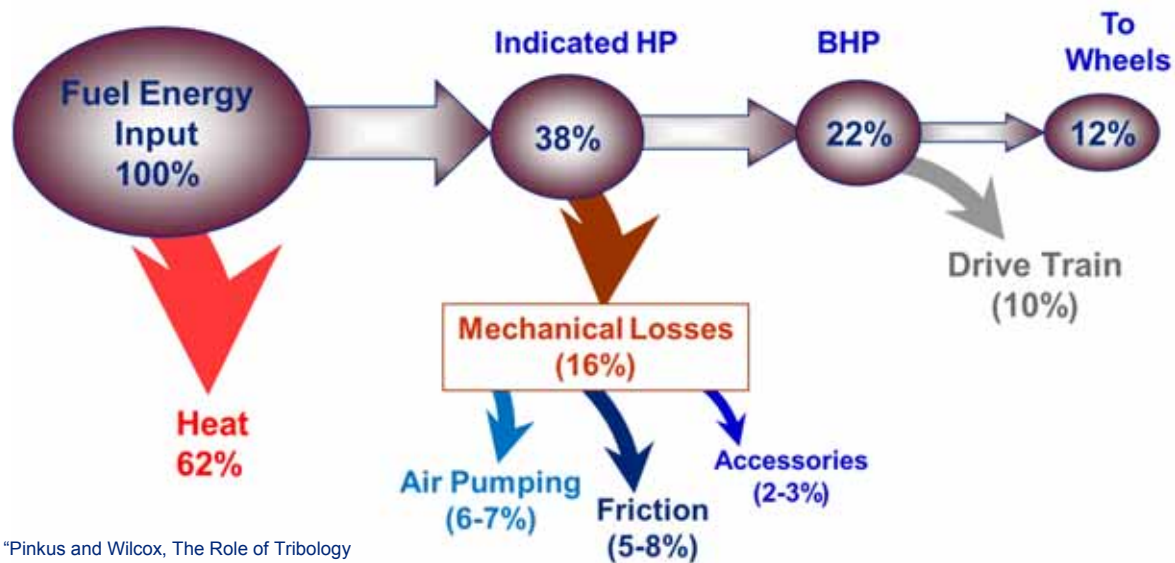 Indicated HP
BHP
To
Wheels
Fuel Energy
Input
100%
38%
22%
12%
Drive Train
(10%)
Mechanical Losses
(16%)
Heat
62%
Air Pumping
(6-7%)
Friction
(5-8%)
Accessories
(2-3%)
“Pinkus and Wilcox, The Role of Tribology